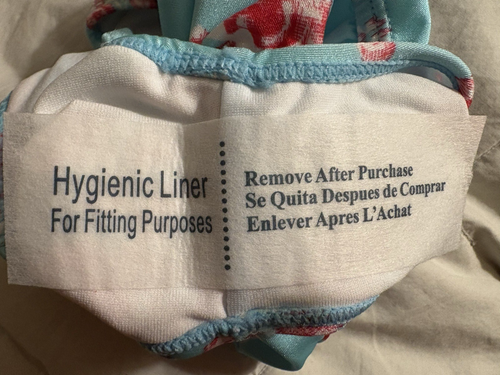 Hygienic Liner
For Fitting Purposes
Remove After Purchase
Se Quita Despues de Comprar
Enlever Apres L'Achat